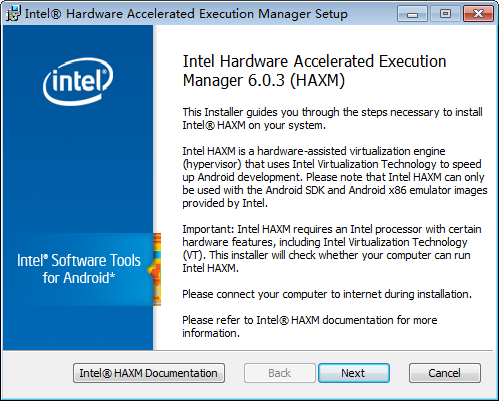 Intel® Hardware Accelerated Execution Manager Setup
intel
Intel® Software Tools
for Android*
Intel Hardware Accelerated Execution
Manager 6.0.3 (HAXM)
This Installer guides you through the steps necessary to install
Intel® HAXM on your system.
Intel HAXM is a hardware-assisted virtualization engine
(hypervisor) that uses Intel Virtualization Technology to speed
up Android development. Please note that Intel HAXM can only
be used with the Android SDK and Android x86 emulator images
provided by Intel.
Important: Intel HAXM requires an Intel processor with certain
hardware features, including Intel Virtualization Technology
(VT). This installer will check whether your computer can run
Intel HAXM.
Please connect your computer to internet during installation.
Please refer to Intel® HAXM documentation for more
information.
Intel® HAXM Documentation
Back
Next
Cancel